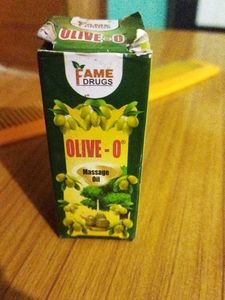 OLIVE - O
FAME
DRUGS
OLIVE - O®
Massage
Oil